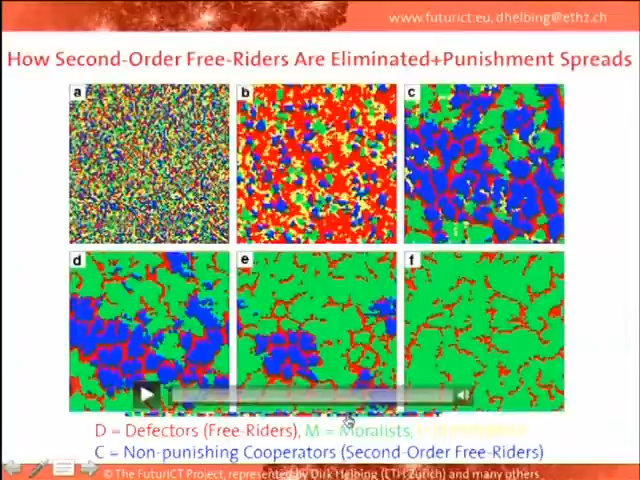 www.futurict.eu, dhelbing@ethz.ch
How Second-Order Free-Riders Are Eliminated+Punishment Spreads
a b c
d e f
D = Defectors (Free-Riders), M = Moralists,
C = Non-punishing Cooperators (Second-Order Free-Riders)
© The FuturICT Project, represented by Dirk Helbing (ETH Zurich) and many others